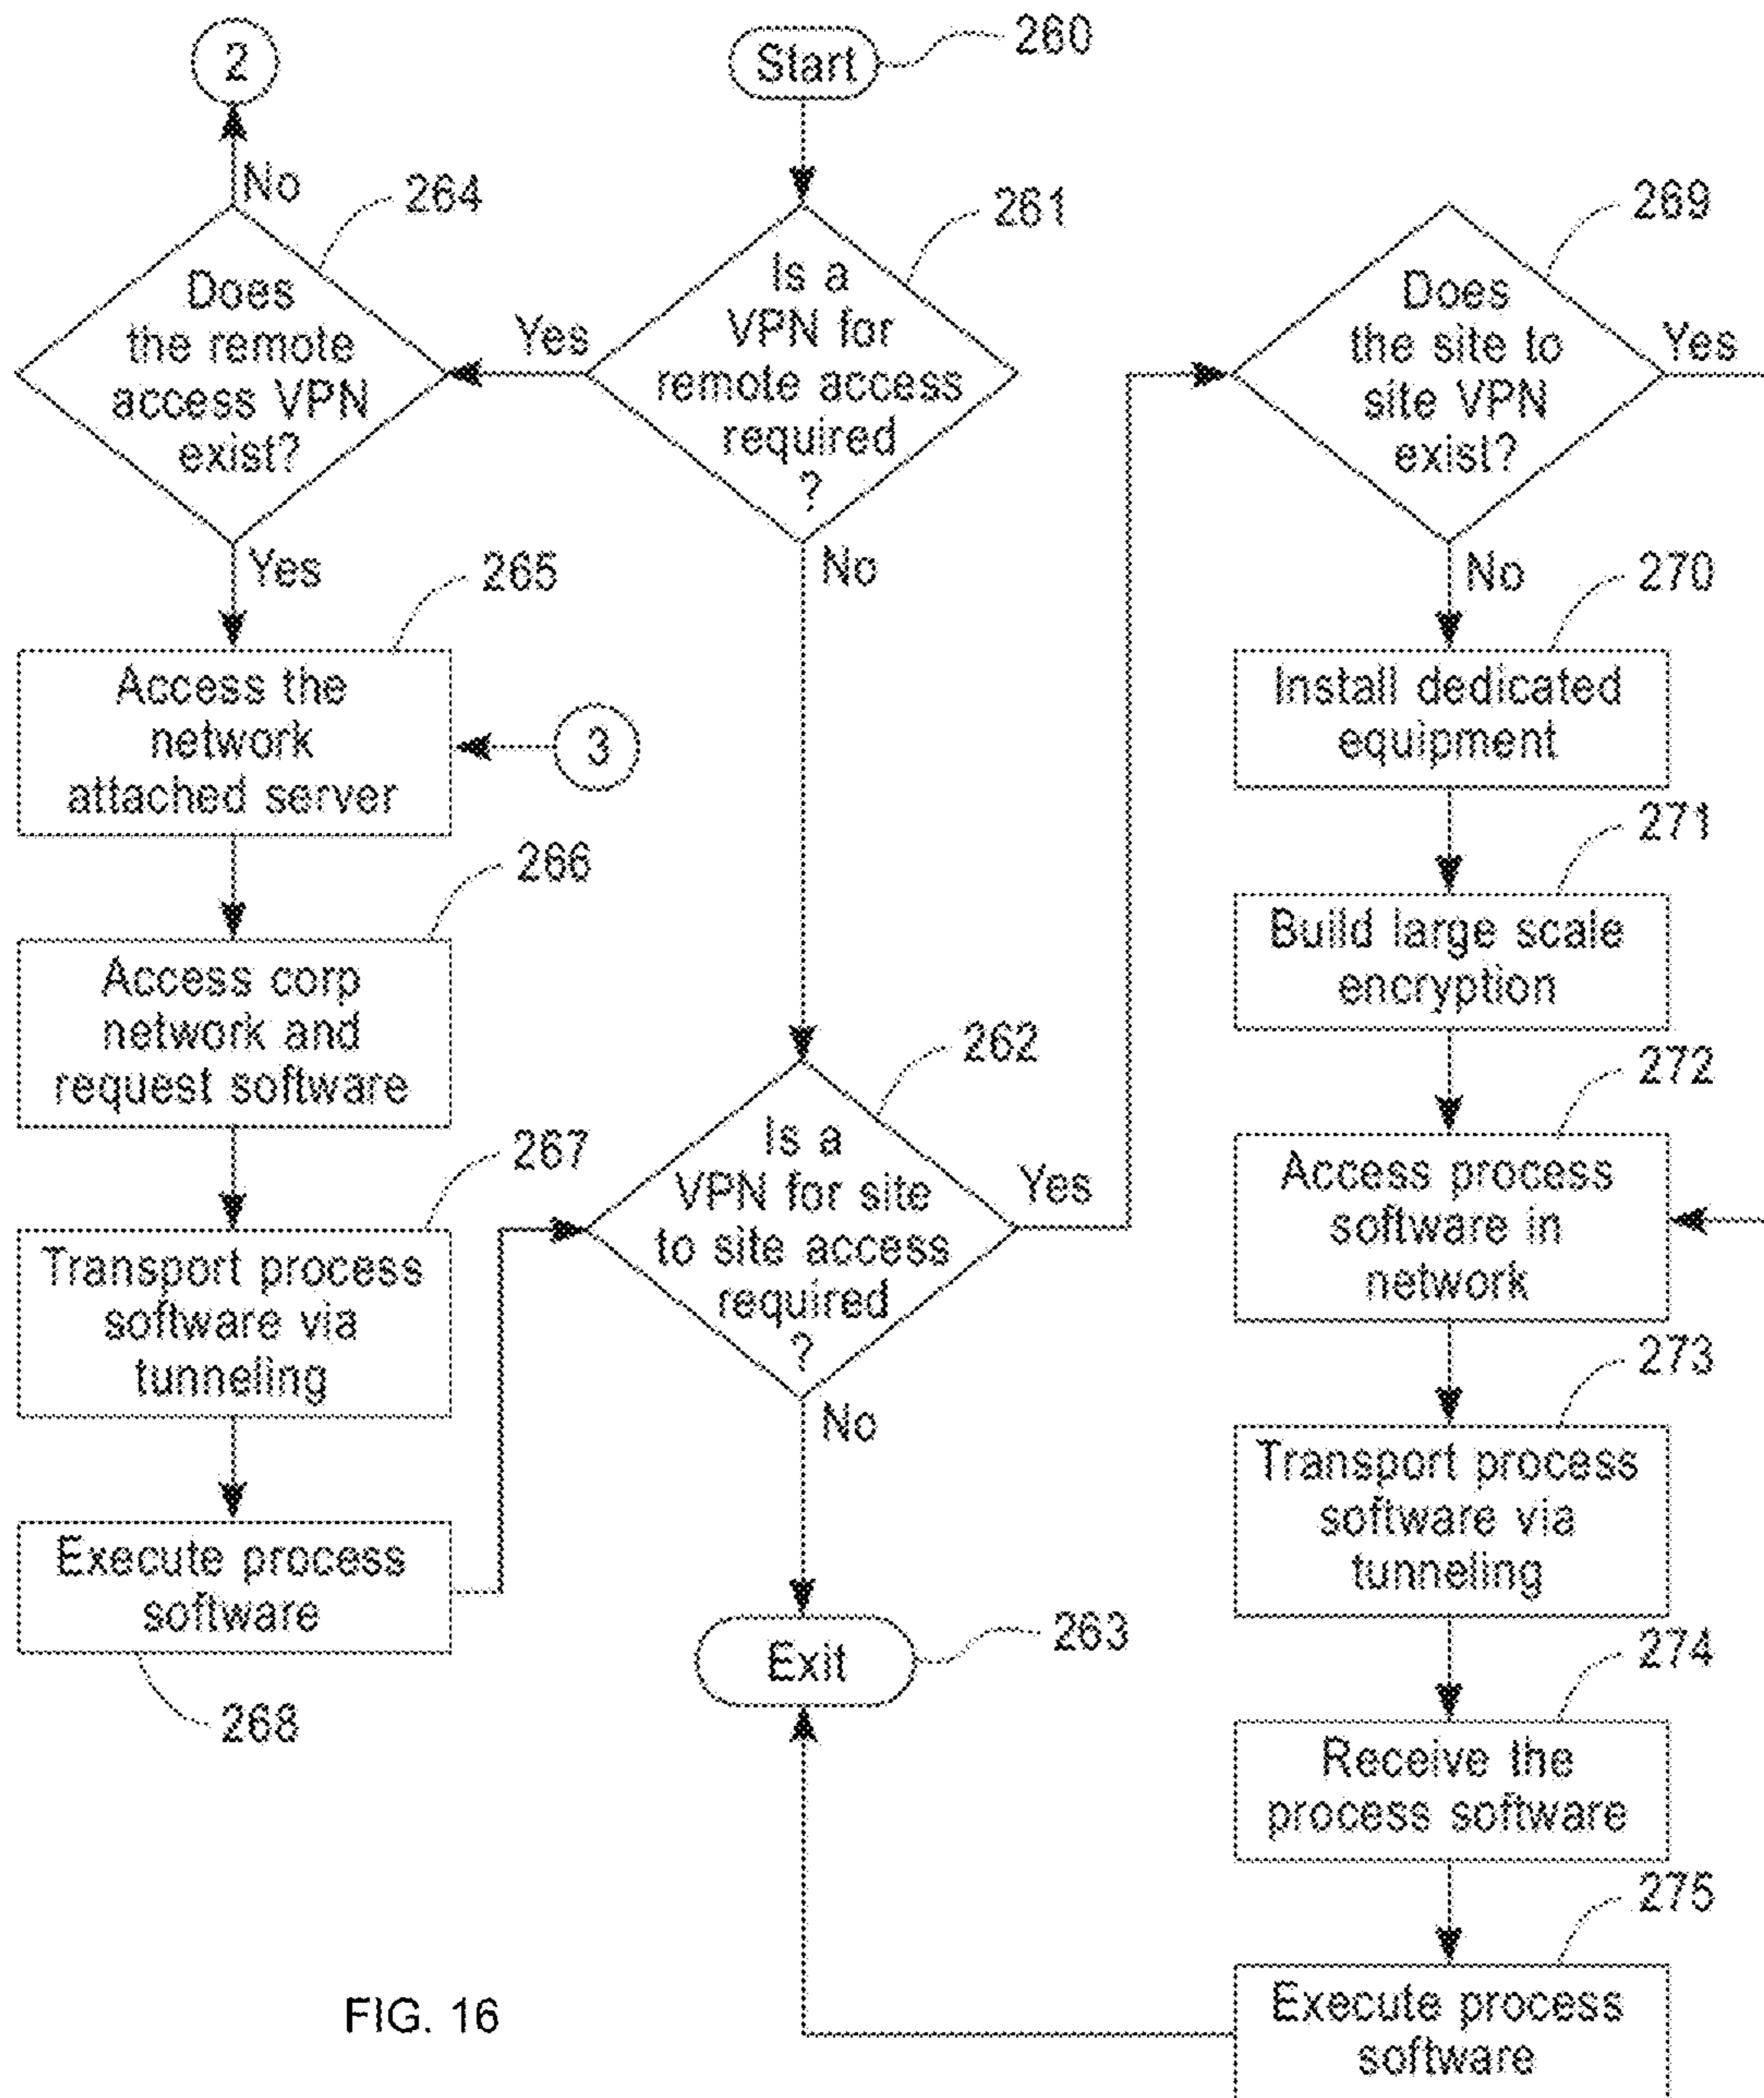 2
No
264
Does
the remote
access VPN
exist?
Yes
265
Access the
network
attached server
3
266
Access corp
network and
request software
267
Transport process
software via
tunneling
Execute process
software
268
Start
260
261
Is a
VPN for
remote access
required
?
Yes
No
262
Is a
VPN for site
to site access
required
?
Yes
No
Exit
263
269
Does
the site to
site VPN
exist?
Yes
No
270
Install dedicated
equipment
271
Build large scale
encryption
272
Access process
software in
network
273
Transport process
software via
tunneling
274
Receive the
process software
275
Execute process
software
FIG. 16